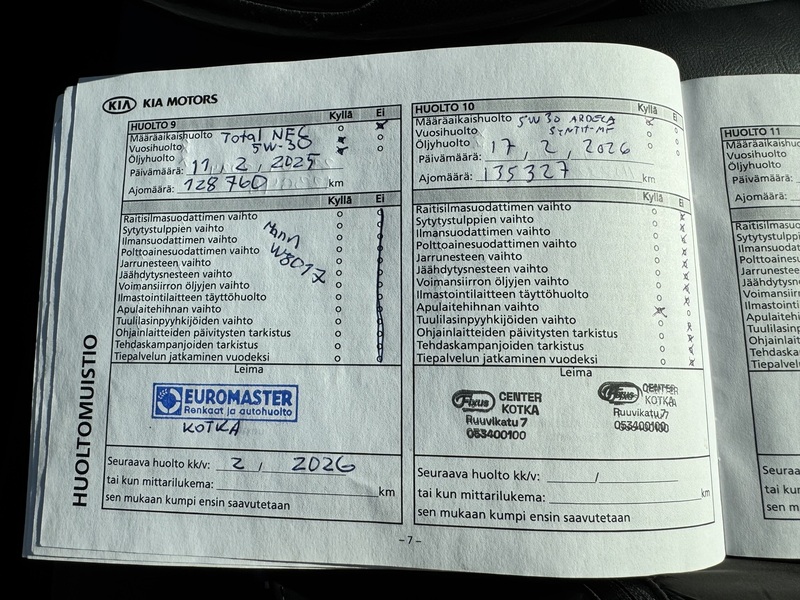 KIA KIA MOTORS
HUOLTO 9 Kyllä Ei
Määräaikaishuolto Total NEC
Vuosihuolto 5W-30
Öljyhuolto
Päivämäärä: 11, 2, 2025
Ajomäärä: 128760 km
Raitisilmasuodattimen vaihto
Sytytystulppien vaihto
Ilmansuodattimen vaihto
Polttoainesuodattimen vaihto
Jarrunesteen vaihto
Jäähdytysnesteen vaihto
Voimansiirron öljyjen vaihto
Ilmastointilaitteen täyttöhuolto
Apulaitehihnan vaihto
Tuulilasinpyyhkijöiden vaihto
Ohjainlaitteiden päivitysten tarkistus
Tehdaskampanjoiden tarkistus
Tiepalvelun jatkaminen vuodeksi
Mann
W8017
Leima
EUROMASTER
Renkaat ja autohuolto
KOTKA
Seuraava huolto kk/v: 2, 2026
tai kun mittarilukema: km
sen mukaan kumpi ensin saavutetaan
HUOLTOMUISTIO
HUOLTO 10 Kyllä Ei
Määräaikaishuolto 5W30 ARDECA
Vuosihuolto SYNTH-MF
Öljyhuolto
Päivämäärä: 17, 2, 2026
Ajomäärä: 135327 km
Raitisilmasuodattimen vaihto
Sytytystulppien vaihto
Ilmansuodattimen vaihto
Polttoainesuodattimen vaihto
Jarrunesteen vaihto
Jäähdytysnesteen vaihto
Voimansiirron öljyjen vaihto
Ilmastointilaitteen täyttöhuolto
Apulaitehihnan vaihto
Tuulilasinpyyhkijöiden vaihto
Ohjainlaitteiden päivitysten tarkistus
Tehdaskampanjoiden tarkistus
Tiepalvelun jatkaminen vuodeksi
Leima
Fixus CENTER
KOTKA
Ruuvikatu 7
053400100
Fixus CENTER
KOTKA
Ruuvikatu 7
053400100
Seuraava huolto kk/v: /
tai kun mittarilukema: km
sen mukaan kumpi ensin saavutetaan
- 7 -
HUOLTO 11
Määräaikaishuolto
Vuosihuolto
Öljyhuolto
Päivämäärä:
Ajomäärä: